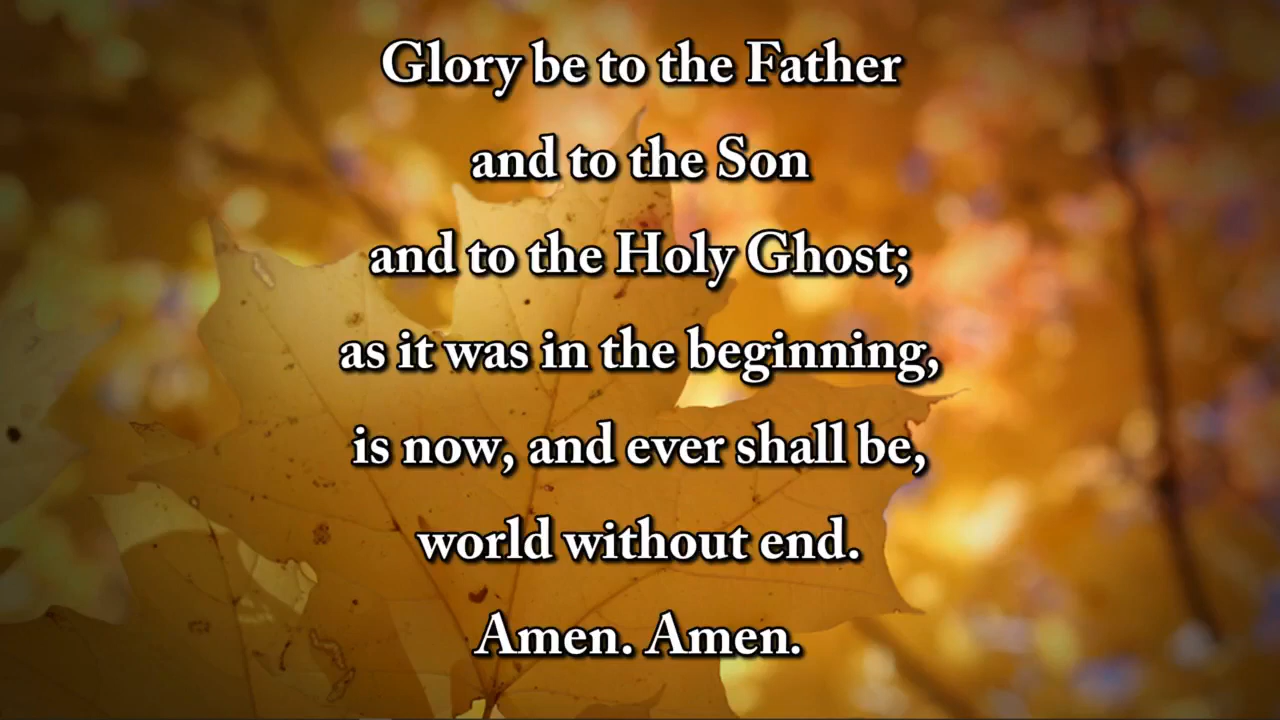 Glory be to the Father
and to the Son
and to the Holy Ghost;
as it was in the beginning,
is now, and ever shall be,
world without end.
Amen. Amen.